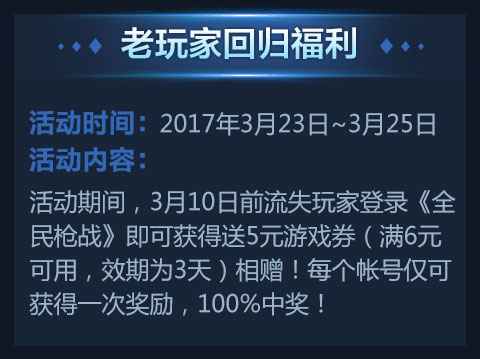 老玩家回归福利
活动时间：2017年3月23日~3月25日
活动内容：
活动期间，3月10日前流失玩家登录《全
民枪战》即可获得送5元游戏券（满6元
可用，效期为3天）相赠！每个帐号仅可
获得一次奖励，100%中奖！